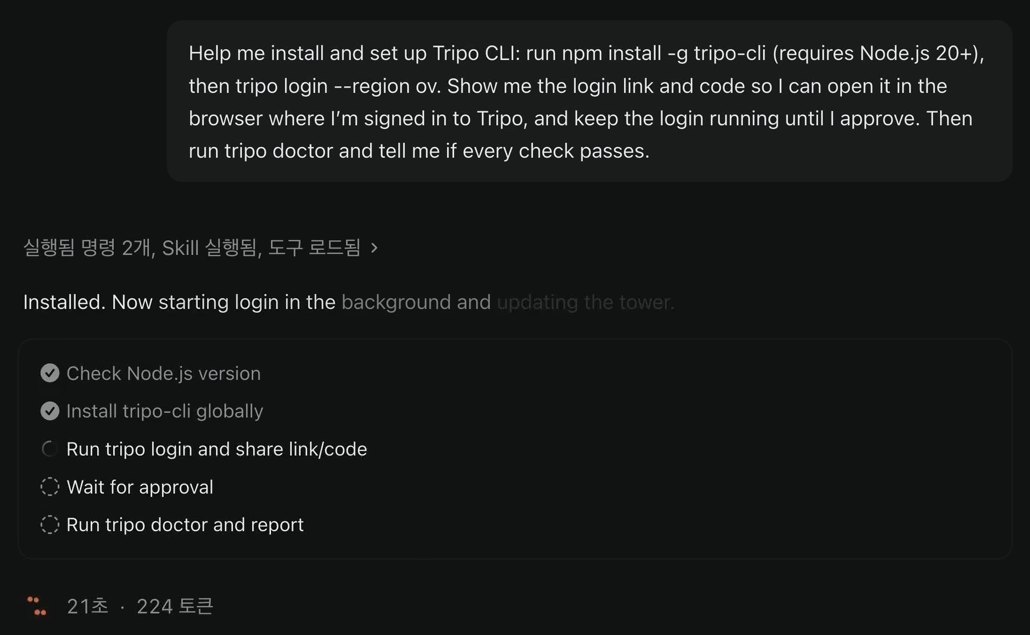 Help me install and set up Tripo CLI: run npm install -g tripo-cli (requires Node.js 20+),
then tripo login --region ov. Show me the login link and code so I can open it in the
browser where I’m signed in to Tripo, and keep the login running until I approve. Then
run tripo doctor and tell me if every check passes.
실행됨 명령 2개, Skill 실행됨, 도구 로드됨 >
Installed. Now starting login in the background and updating the tower.
Check Node.js version
Install tripo-cli globally
Run tripo login and share link/code
Wait for approval
Run tripo doctor and report
21초 · 224 토큰